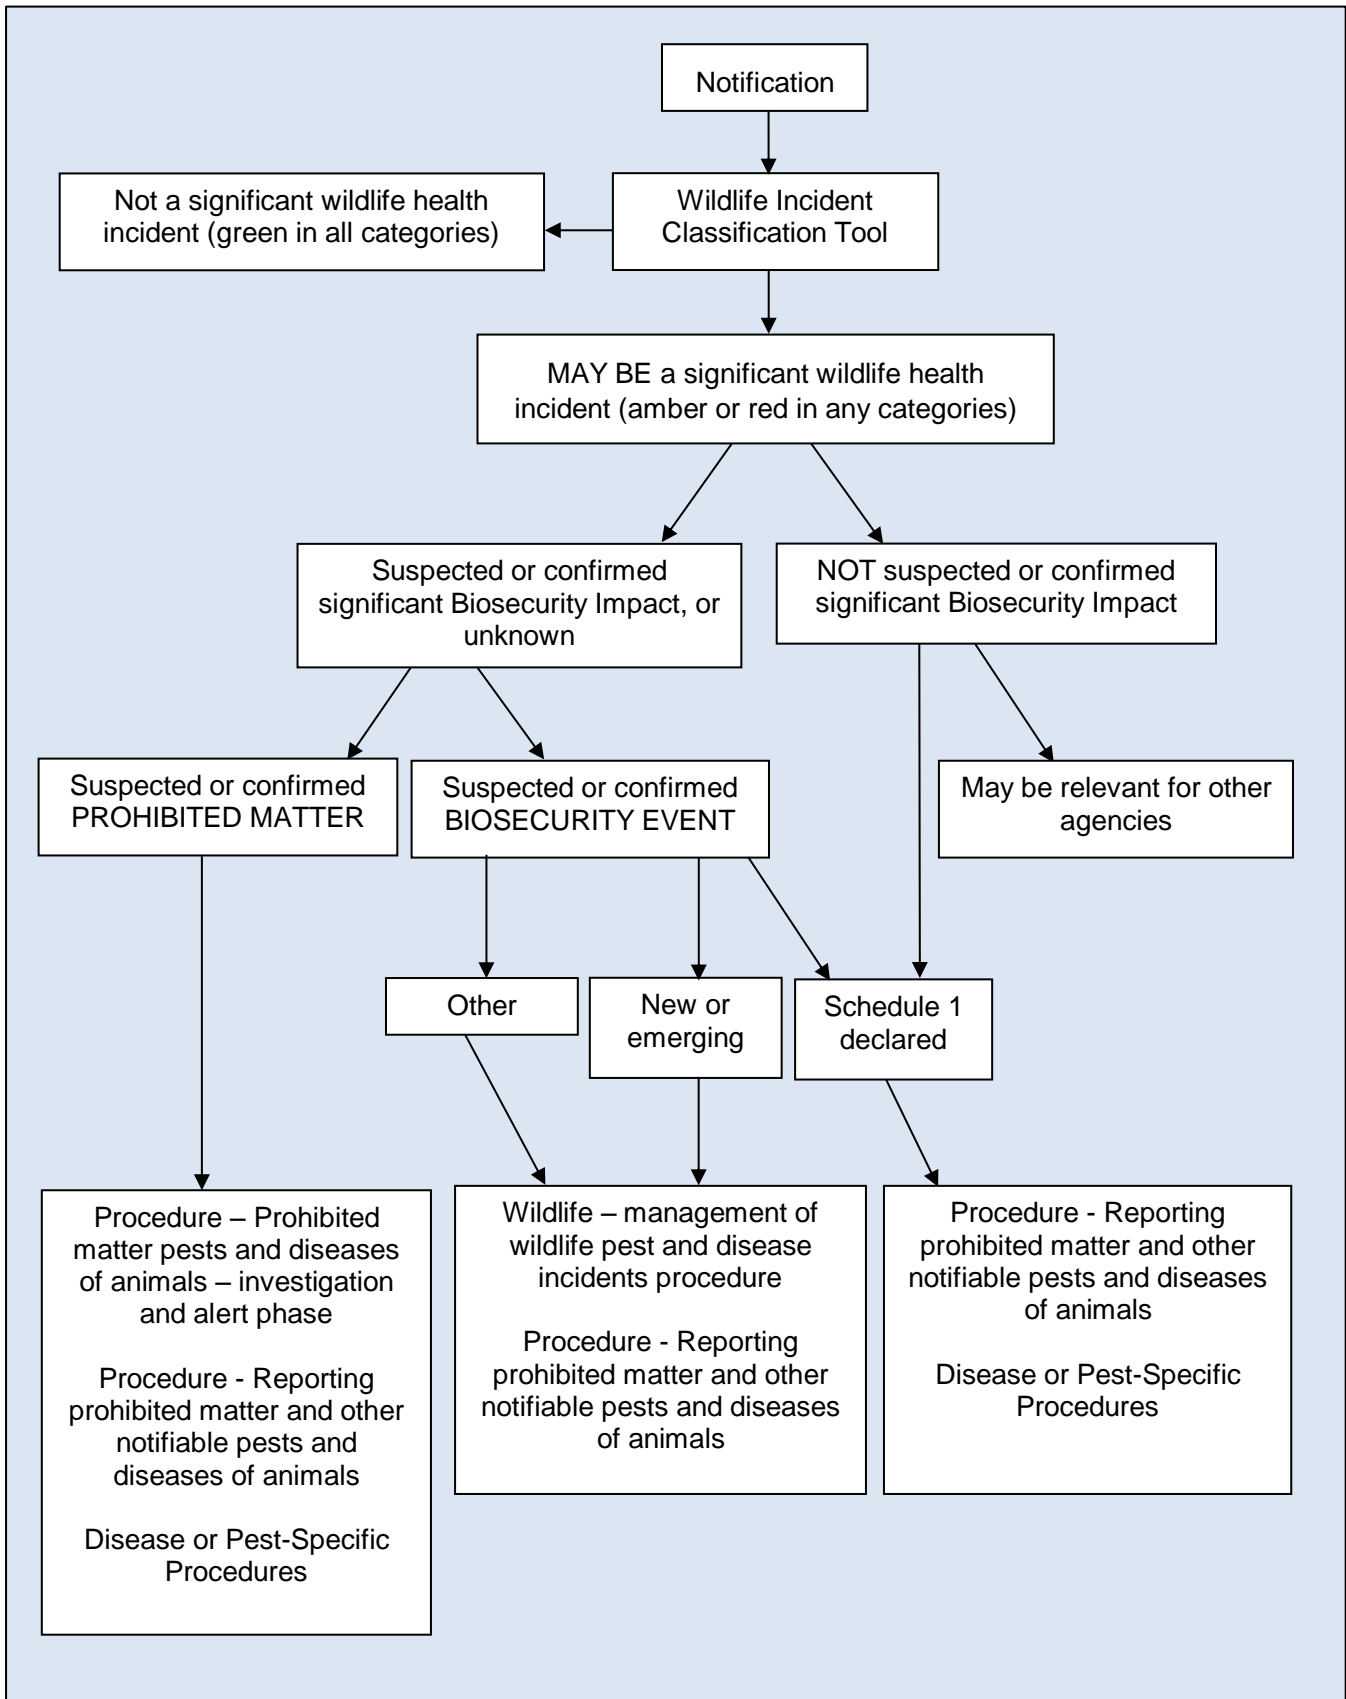 Notification
Not a significant wildlife health
incident (green in all categories)
Wildlife Incident
Classification Tool
MAY BE a significant wildlife health
incident (amber or red in any categories)
Suspected or confirmed
significant Biosecurity Impact, or
unknown
NOT suspected or confirmed
significant Biosecurity Impact
Suspected or confirmed
PROHIBITED MATTER
Suspected or confirmed
BIOSECURITY EVENT
May be relevant for other
agencies
Other
New or
emerging
Schedule 1
declared
Procedure – Prohibited
matter pests and diseases
of animals – investigation
and alert phase
Procedure - Reporting
prohibited matter and other
notifiable pests and
diseases of animals
Disease or Pest-Specific
Procedures
Wildlife – management of
wildlife pest and disease
incidents procedure
Procedure - Reporting
prohibited matter and other
notifiable pests and diseases
of animals
Procedure - Reporting
prohibited matter and other
notifiable pests and diseases
of animals
Disease or Pest-Specific
Procedures